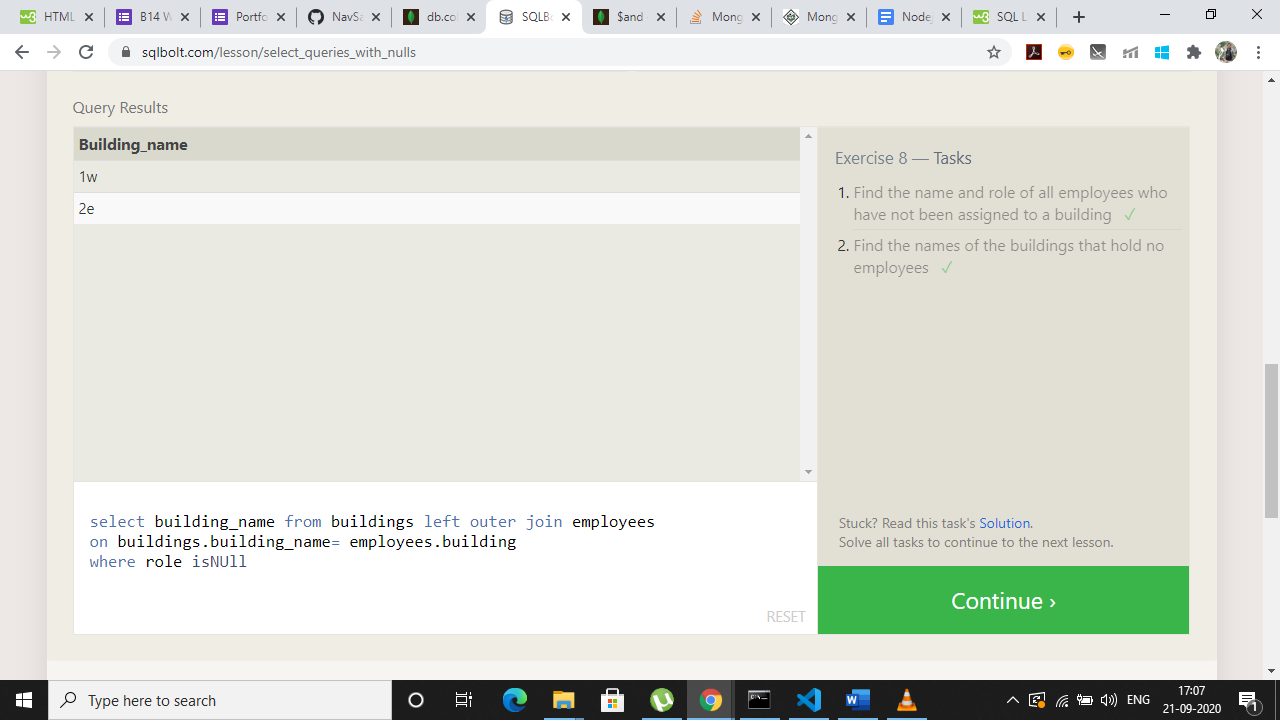 HTML
B14 W
Portfo
NavSa
db.co
SQLB
$and
Mong
Mong
Node
SQL L
sqlbolt.com/lesson/select_queries_with_nulls
Query Results
Building_name
1w
2e
Exercise 8 — Tasks
1. Find the name and role of all employees who
have not been assigned to a building ✓
2. Find the names of the buildings that hold no
employees ✓
select building_name from buildings left outer join employees
on buildings.building_name= employees.building
where role isNUll
RESET
Stuck? Read this task's Solution.
Solve all tasks to continue to the next lesson.
Continue ›
Type here to search
ENG
17:07
21-09-2020
1